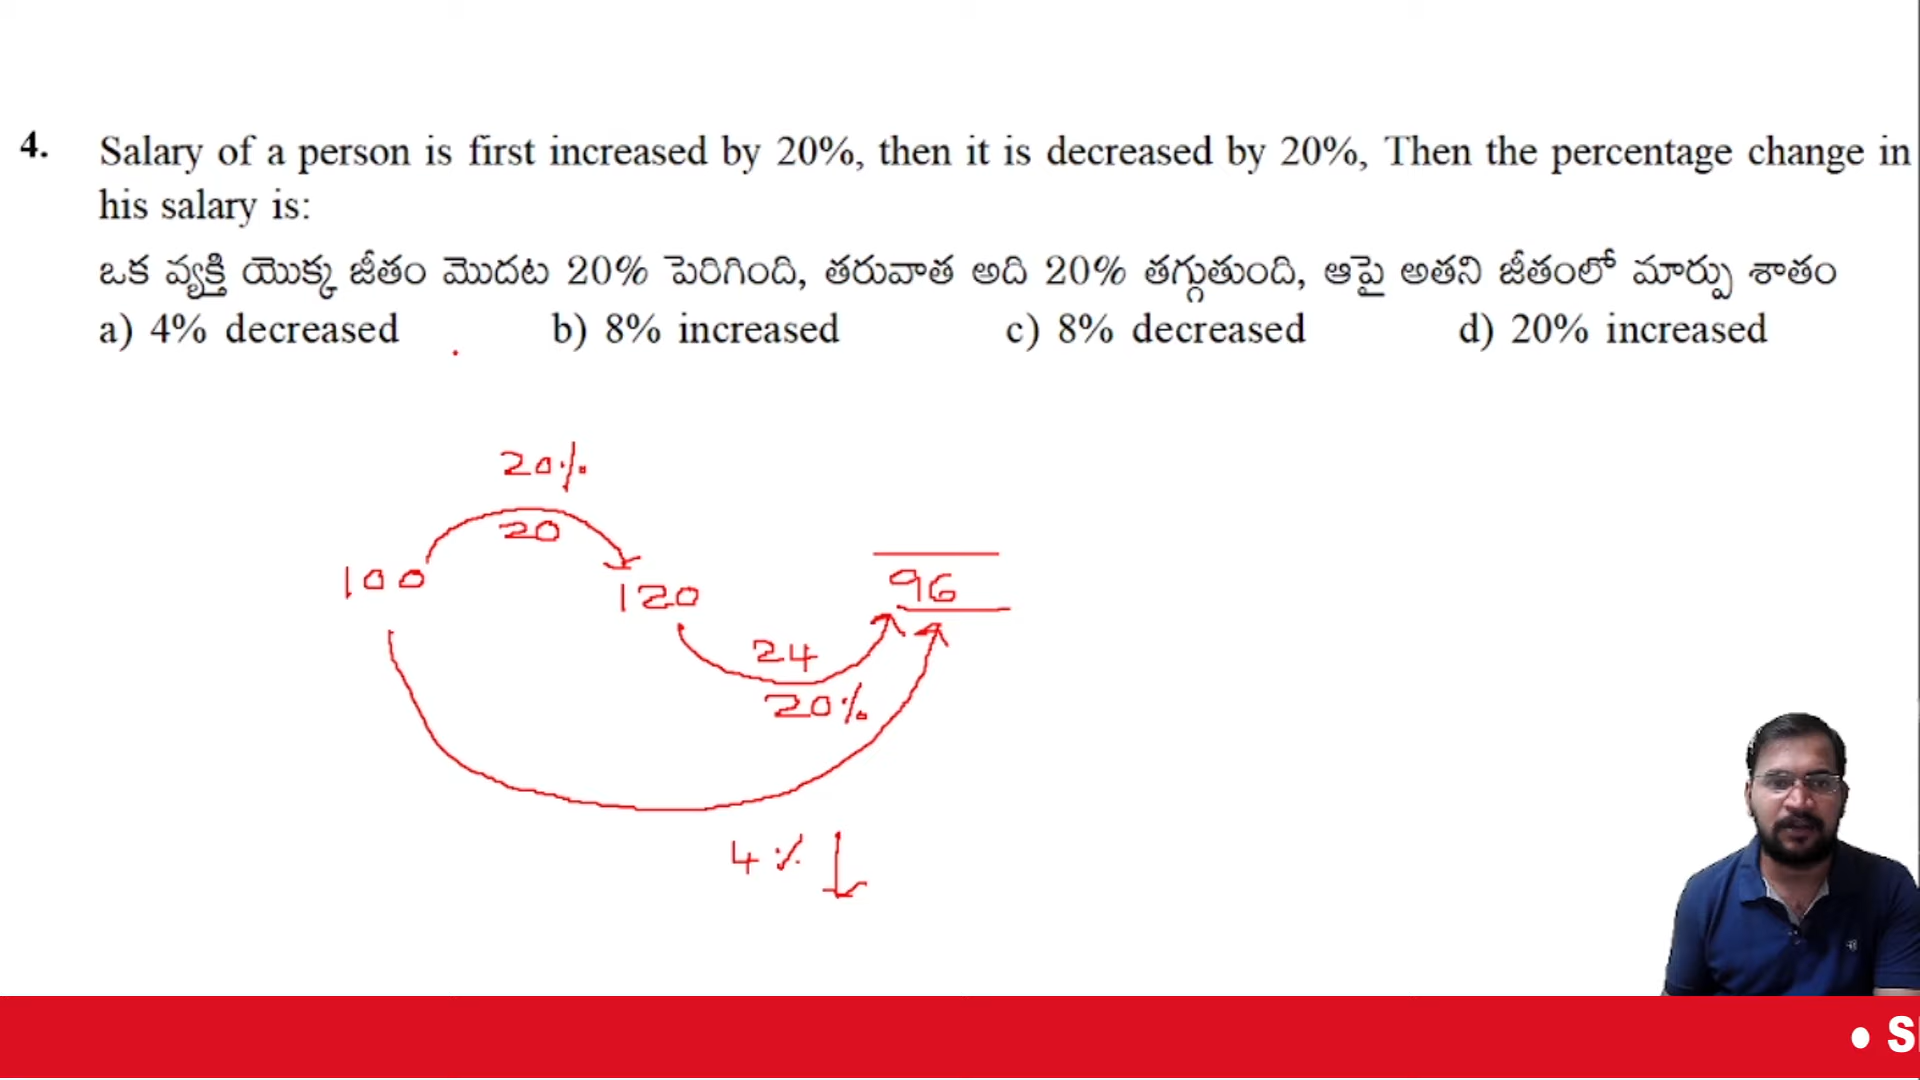 4. Salary of a person is first increased by 20%, then it is decreased by 20%, Then the percentage change in
his salary is:
ఒక వ్యక్తి యొక్క జీతం మొదట 20% పెరిగింది, తరువాత అది 20% తగ్గుతుంది, ఆపై అతని జీతంలో మార్పు శాతం
a) 4% decreased b) 8% increased c) 8% decreased d) 20% increased
20%
20
100
120
96
24
20%
4%